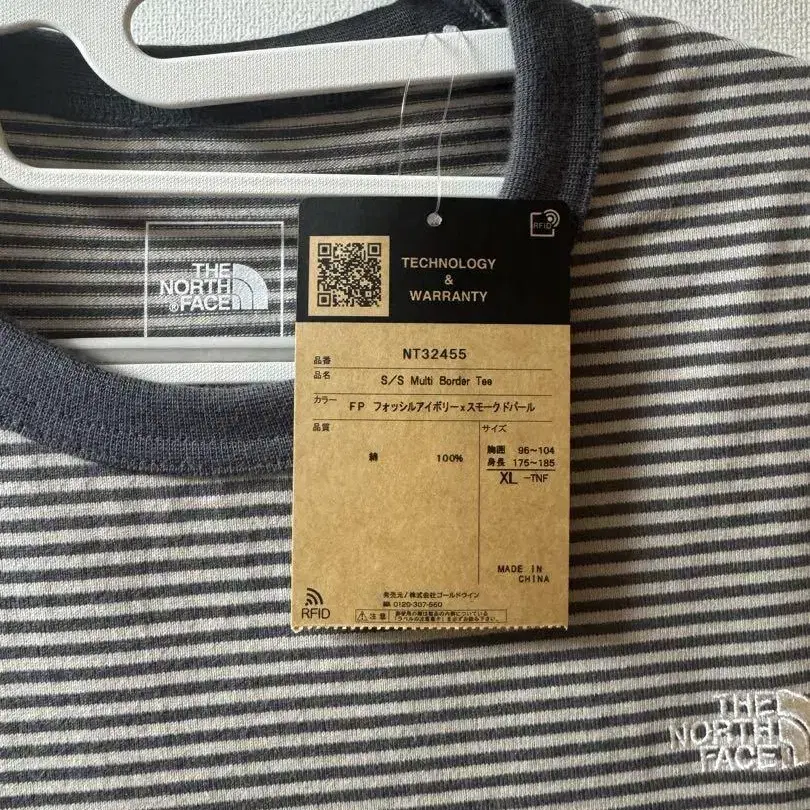 THE
NORTH
FACE
RFID
TECHNOLOGY
&
WARRANTY
品番 NT32455
品名 S/S Multi Border Tee
カラー FP フォッシルアイボリーxスモークドパール
品質
綿 100%
サイズ
胸囲 96~104
身長 175~185
XL -TNF
MADE IN
CHINA
RFID
発売元/株式会社ゴールドウイン
0120-307-560
注意
THE
NORTH
FACE